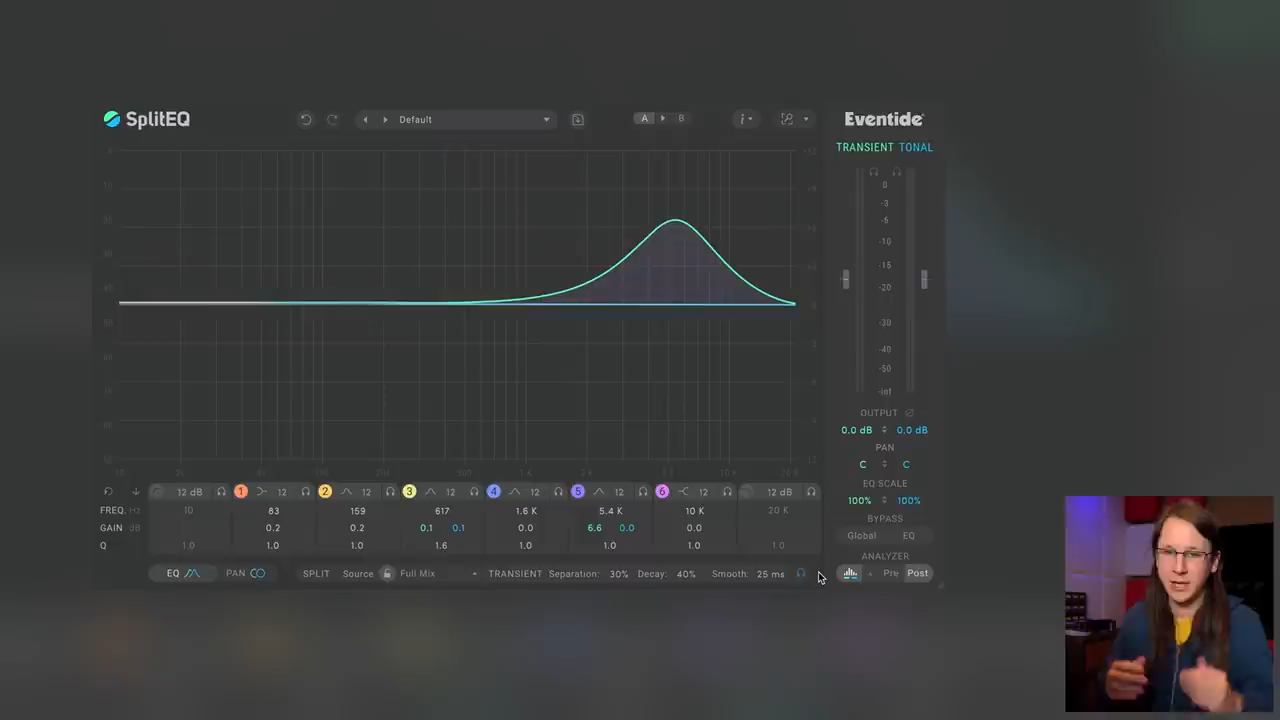 SplitEQ
Default
A B
Eventide
TRANSIENT TONAL
0
-3
-6
-10
-15
-20
-30
-40
-50
-inf
OUTPUT
0.0 dB 0.0 dB
PAN
C C
EQ SCALE
100% 100%
BYPASS
Global EQ
ANALYZER
Pre Post
12 dB 1 12 2 12 3 12 4 12 5 12 6 12 12 dB
FREQ. Hz 10 83 159 617 1.6 K 5.4 K 10 K 20 K
GAIN dB 0.2 0.2 0.1 0.1 0.0 6.6 0.0 0.0
Q 1.0 1.0 1.0 1.6 1.0 1.0 1.0 1.0
EQ PAN SPLIT Source Full Mix TRANSIENT Separation: 30% Decay: 40% Smooth: 25 ms